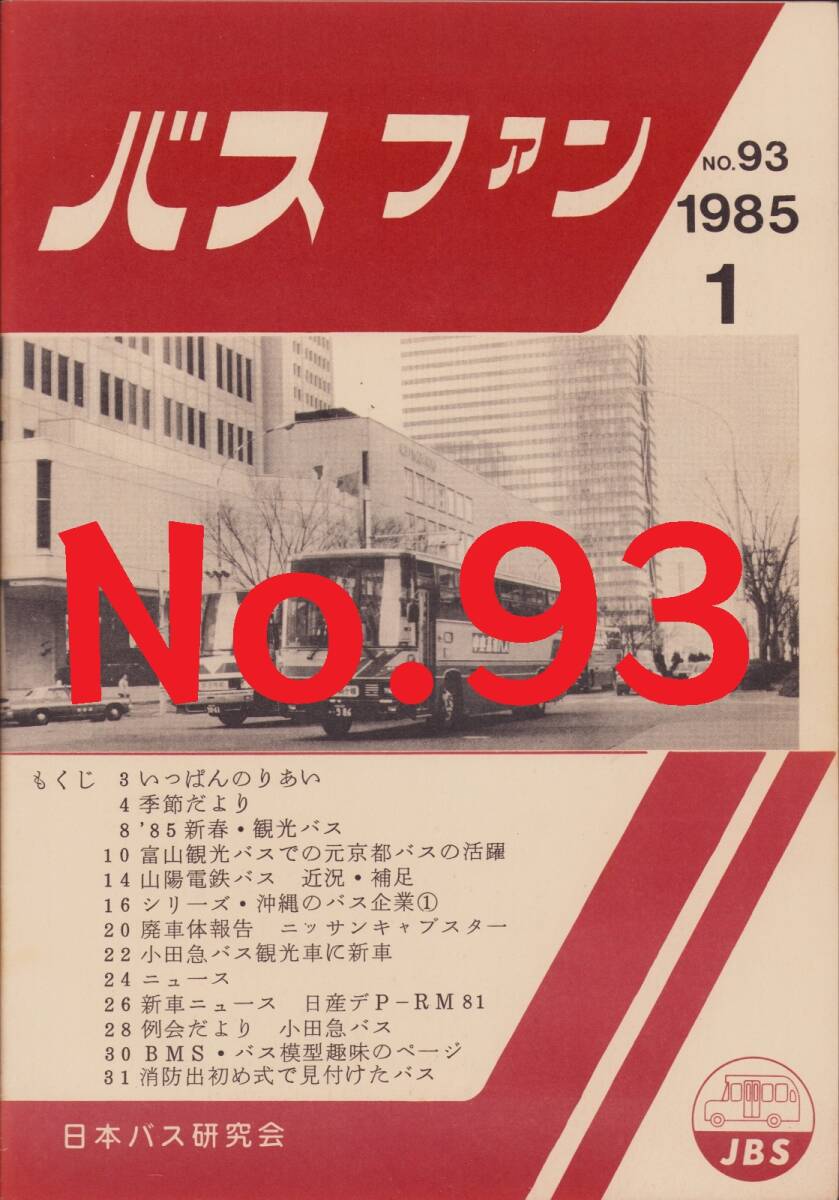 バスファン
NO.93
1985
1
No.93
もくじ 3 いっぱんのりあい
4 季節だより
8 '85新春・観光バス
10 富山観光バスでの元京都バスの活躍
14 山陽電鉄バス 近況・補足
16 シリーズ・沖縄のバス企業①
20 廃車体報告 ニッサンキャブスター
22 小田急バス観光車に新車
24 ニュース
26 新車ニュース 日産デP-RM81
28 例会だより 小田急バス
30 BMS・バス模型趣味のページ
31 消防出初め式で見付けたバス
日本バス研究会
JBS